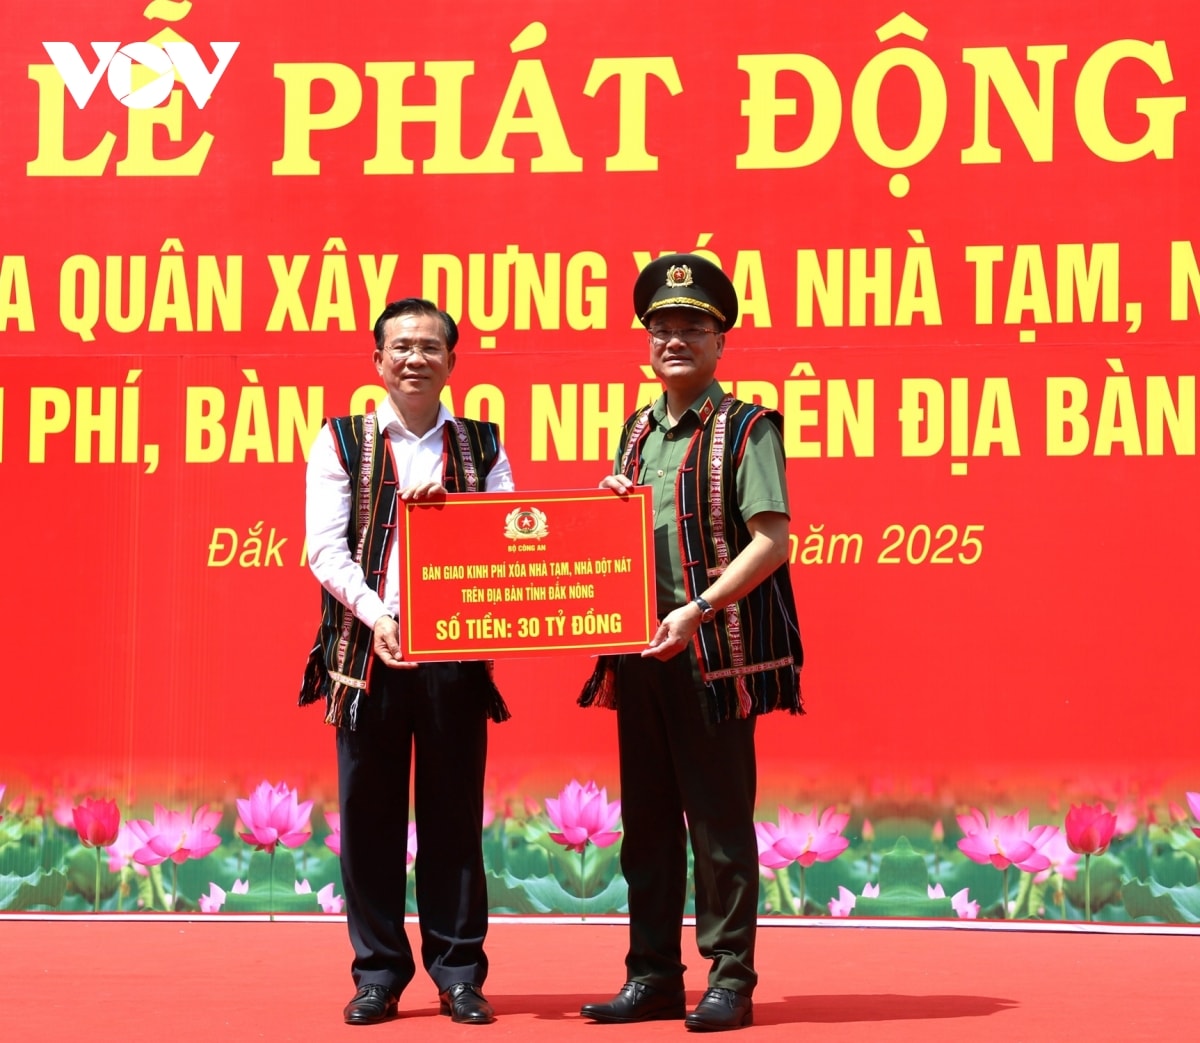 VOV
LỄ PHÁT ĐỘNG
A QUÂN XÂY DỰNG XÓA NHÀ TẠM, N
PHÍ, BÀN GIAO NHÀ TRÊN ĐỊA BÀN
Đắk năm 2025
BỘ CÔNG AN
BÀN GIAO KINH PHÍ XÓA NHÀ TẠM, NHÀ DỘT NÁT
TRÊN ĐỊA BÀN TỈNH ĐẮK NÔNG
SỐ TIỀN: 30 TỶ ĐỒNG